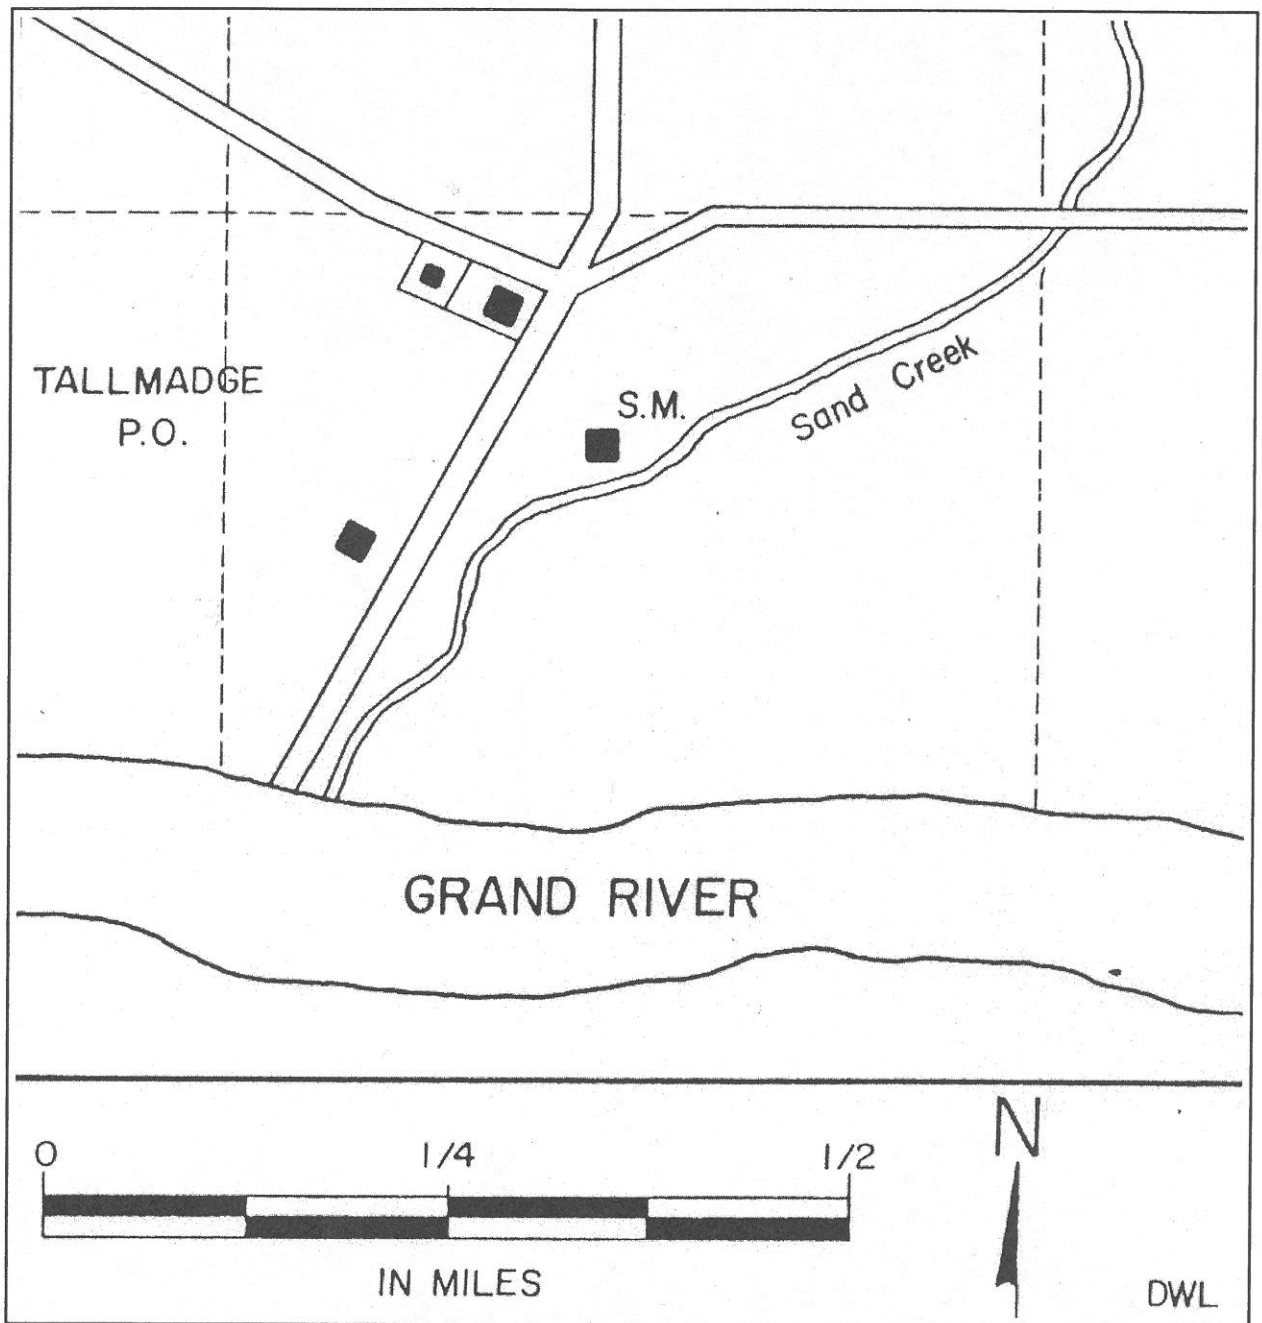 TALLMADGE
P.O.
S.M.
Sand Creek
GRAND RIVER
0 1/4 1/2
IN MILES
N
DWL